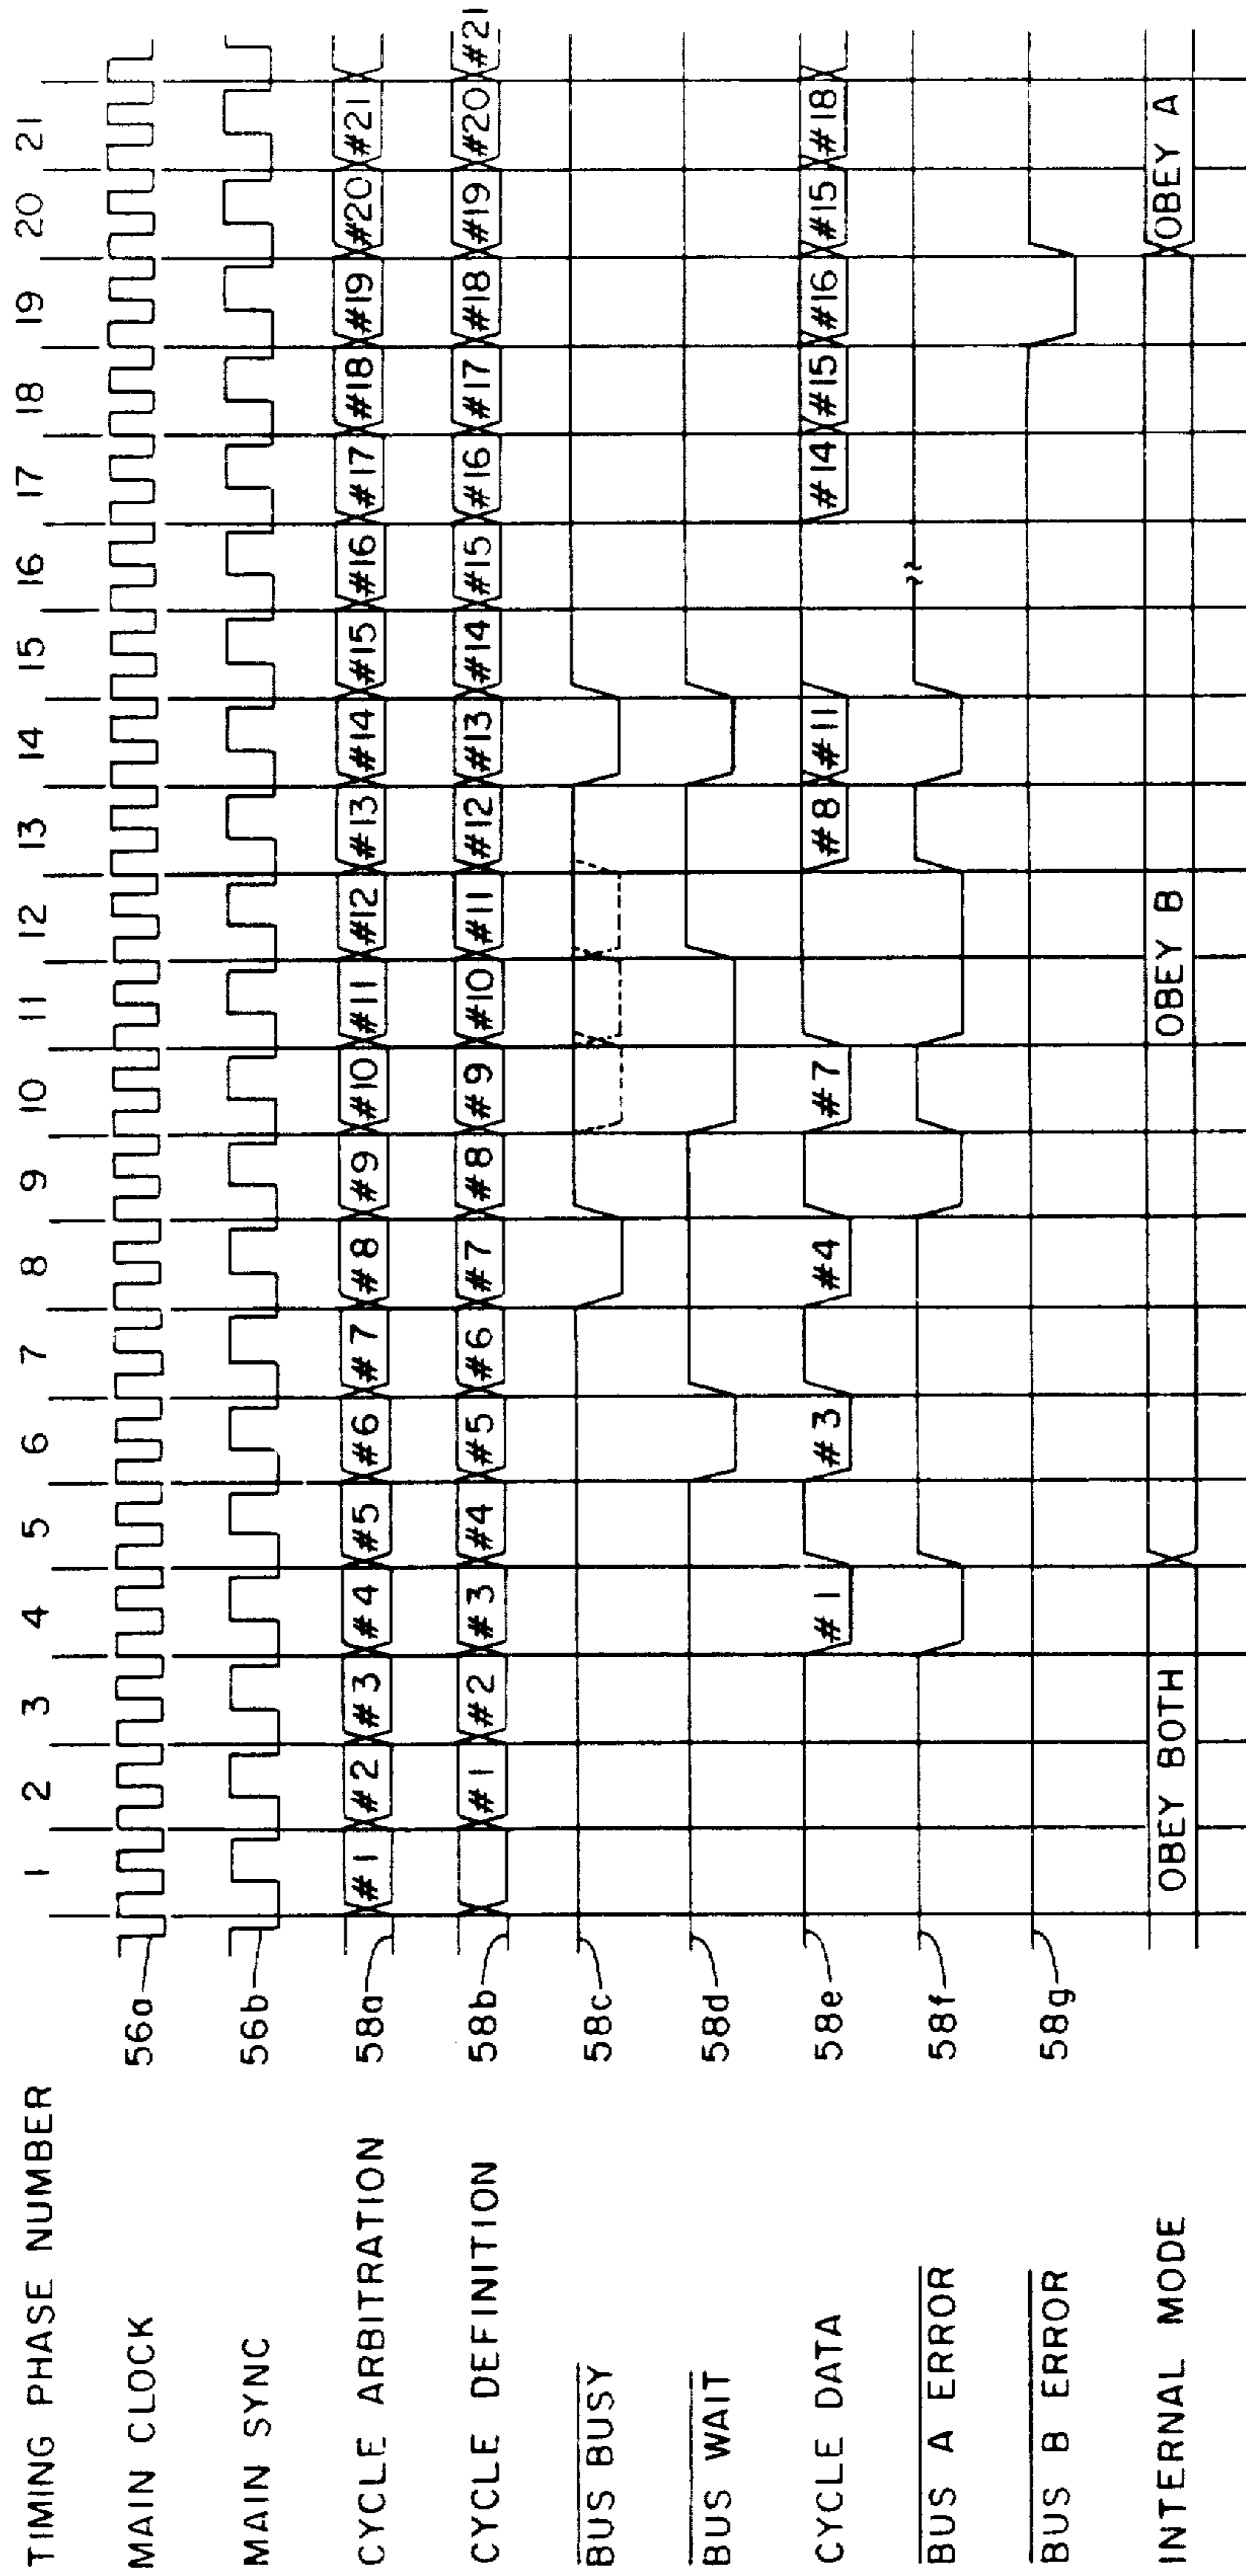 TIMING PHASE NUMBER 1 2 3 4 5 6 7 8 9 10 11 12 13 14 15 16 17 18 19 20 21
MAIN CLOCK 56a
MAIN SYNC 56b
CYCLE ARBITRATION 58a #1 #2 #3 #4 #5 #6 #7 #8 #9 #10 #11 #12 #13 #14 #15 #16 #17 #18 #19 #20 #21
CYCLE DEFINITION 58b #1 #2 #3 #4 #5 #6 #7 #8 #9 #10 #11 #12 #13 #14 #15 #16 #17 #18 #19 #20 #21
BUS BUSY 58c
BUS WAIT 58d
CYCLE DATA 58e #1 #3 #4 #7 #8 #11 #14 #15 #16 #15 #18
BUS A ERROR 58f
BUS B ERROR 58g
INTERNAL MODE OBEY BOTH OBEY B OBEY A